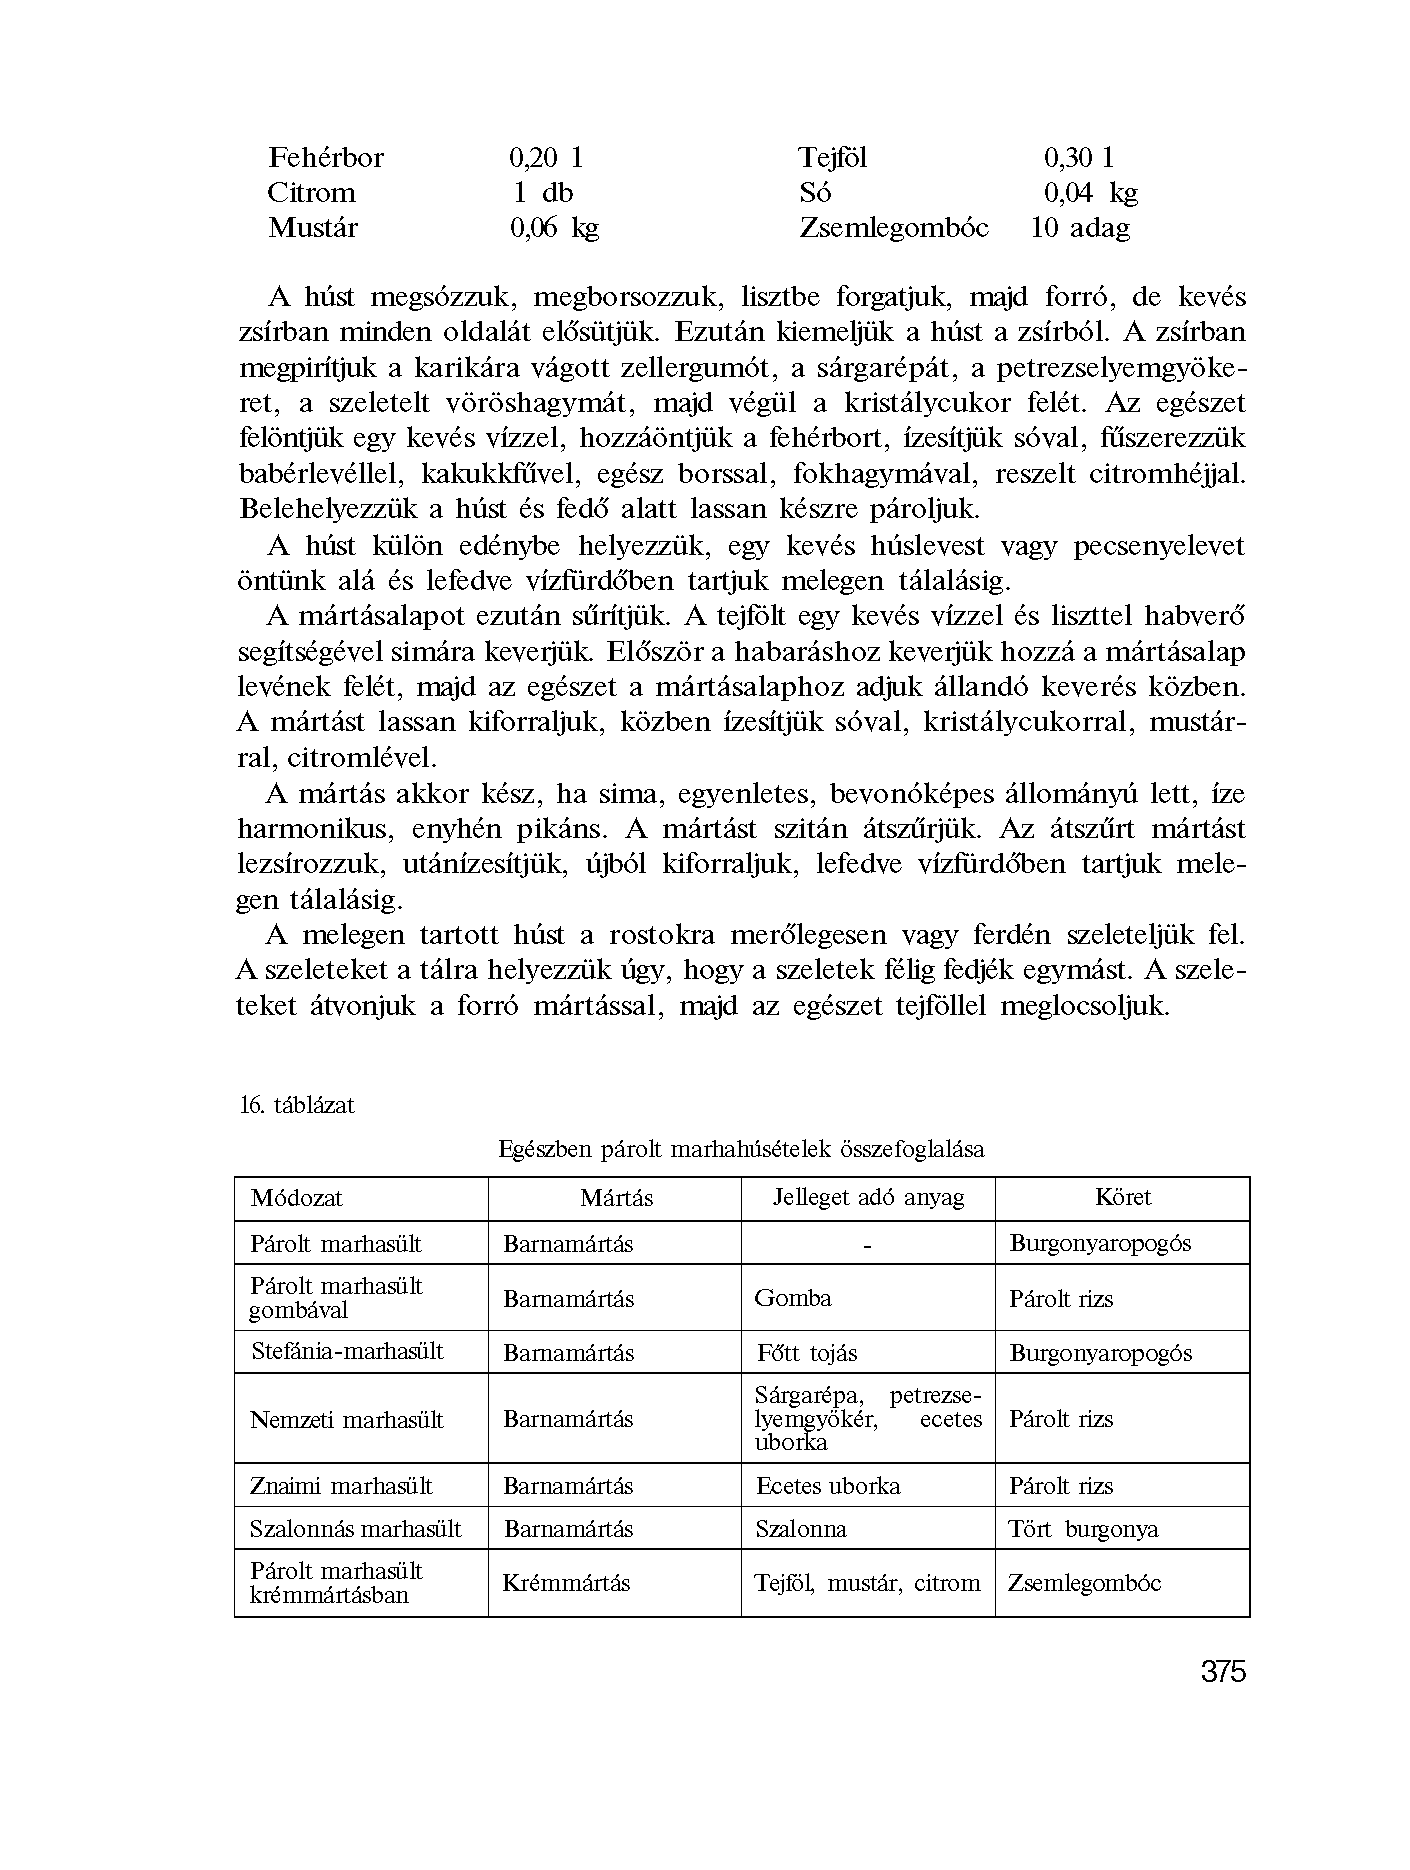 Fehérbor 0,20 l Tejföl 0,30 l
Citrom 1 db Só 0,04 kg
Mustár 0,06 kg Zsemlegombóc 10 adag
A húst megsózzuk, megborsozzuk, lisztbe forgatjuk, majd forró, de kevés
zsírban minden oldalát elősütjük. Ezután kiemeljük a húst a zsírból. A zsírban
megpirítjuk a karikára vágott zellergumót, a sárgarépát, a petrezselyemgyöke-
ret, a szeletelt vöröshagymát, majd végül a kristálycukor felét. Az egészet
felöntjük egy kevés vízzel, hozzáöntjük a fehérbort, ízesítjük sóval, fűszerezzük
babérlevéllel, kakukkfűvel, egész borssal, fokhagymával, reszelt citromhéjjal.
Belehelyezzük a húst és fedő alatt lassan készre pároljuk.
A húst külön edénybe helyezzük, egy kevés húslevest vagy pecsenyelevet
öntünk alá és lefedve vízfürdőben tartjuk melegen tálalásig.
A mártásalapot ezután sűrítjük. A tejfölt egy kevés vízzel és liszttel habverő
segítségével simára keverjük. Először a habaráshoz keverjük hozzá a mártásalap
levének felét, majd az egészet a mártásalaphoz adjuk állandó keverés közben.
A mártást lassan kiforraljuk, közben ízesítjük sóval, kristálycukorral, mustár-
ral, citromlével.
A mártás akkor kész, ha sima, egyenletes, bevonóképes állományú lett, íze
harmonikus, enyhén pikáns. A mártást szitán átszűrjük. Az átszűrt mártást
lezsírozzuk, utánízesítjük, újból kiforraljuk, lefedve vízfürdőben tartjuk mele-
gen tálalásig.
A melegen tartott húst a rostokra merőlegesen vagy ferdén szeleteljük fel.
A szeleteket a tálra helyezzük úgy, hogy a szeletek félig fedjék egymást. A szele-
teket átvonjuk a forró mártással, majd az egészet tejföllel meglocsoljuk.
16. táblázat
Egészben párolt marhahúsételek összefoglalása
Módozat Mártás Jelleget adó anyag Köret
Párolt marhasült Barnamártás - Burgonyaropogós
Párolt marhasült
gombával Barnamártás Gomba Párolt rizs
Stefánia-marhasült Barnamártás Főtt tojás Burgonyaropogós
Nemzeti marhasült Barnamártás Sárgarépa, petrezse-
lyemgyökér, ecetes
uborka Párolt rizs
Znaimi marhasült Barnamártás Ecetes uborka Párolt rizs
Szalonnás marhasült Barnamártás Szalonna Tört burgonya
Párolt marhasült
krémmártásban Krémmártás Tejföl, mustár, citrom Zsemlegombóc
375